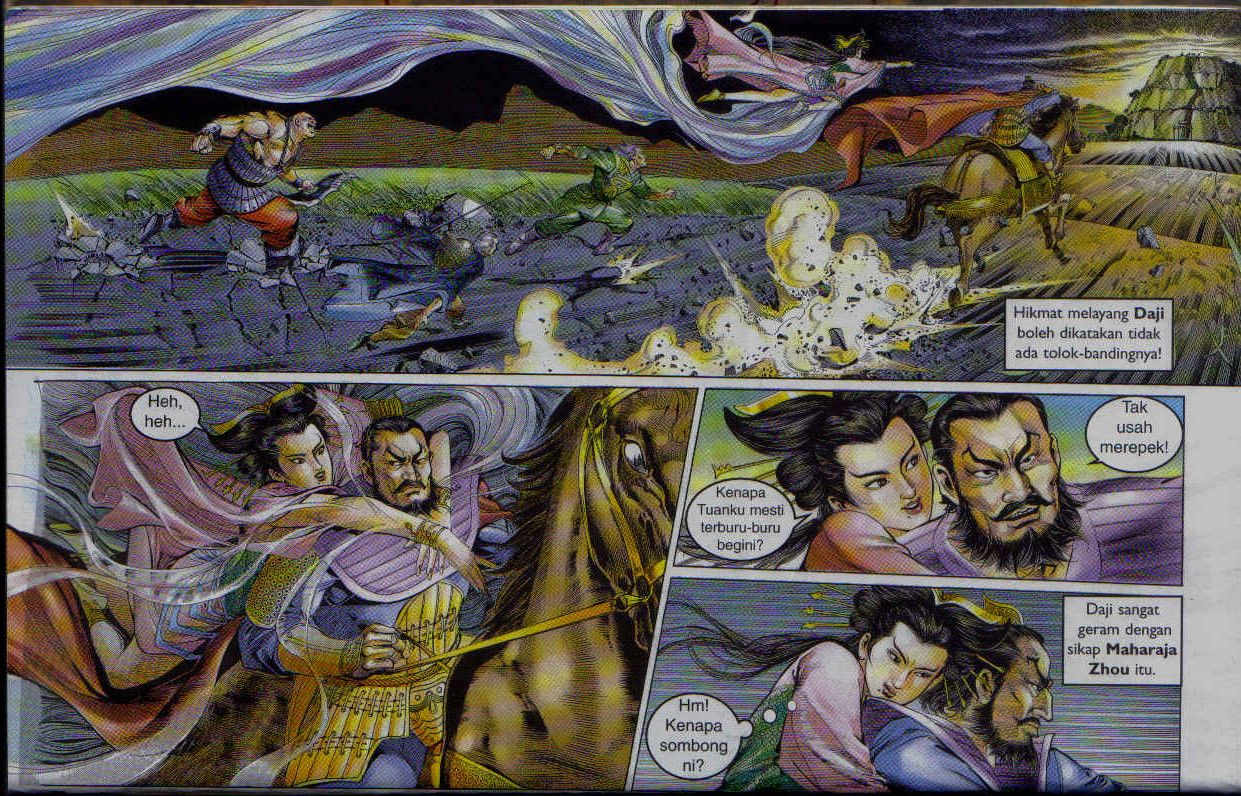 Hikmat melayang Daji
boleh dikatakan tidak
ada tolok-bandingnya!
Heh,
heh...
Kenapa
Tuanku mesti
terburu-buru
begini?
Tak
usah
merepek!
Daji sangat
geram dengan
sikap Maharaja
Zhou itu.
Hm!
Kenapa
sombong
ni?